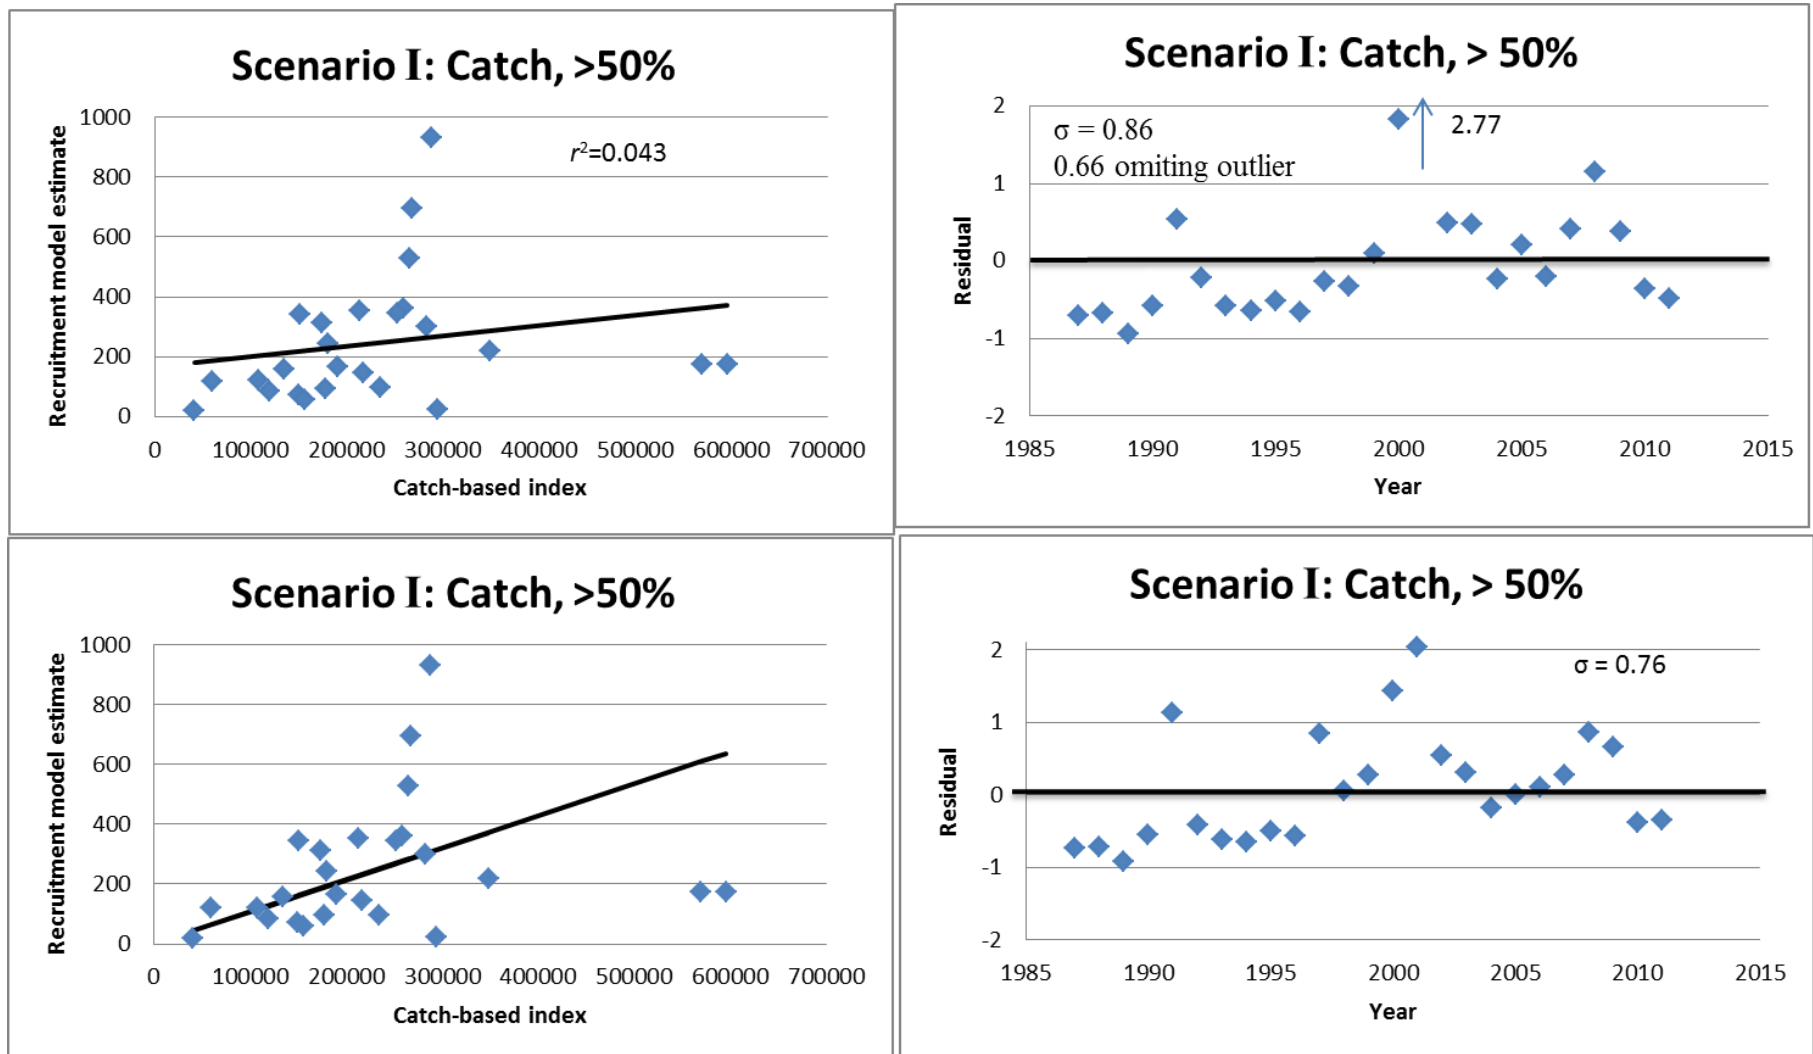 Scenario I: Catch, >50%
Recruitment model estimate
1000
800
600
400
200
0
r²=0.043
0 100000 200000 300000 400000 500000 600000 700000
Catch-based index
Scenario I: Catch, > 50%
Residual
2
1
0
-1
-2
σ = 0.86
0.66 omiting outlier
2.77
1985 1990 1995 2000 2005 2010 2015
Year
Scenario I: Catch, >50%
Recruitment model estimate
1000
800
600
400
200
0
0 100000 200000 300000 400000 500000 600000 700000
Catch-based index
Scenario I: Catch, > 50%
Residual
2
1
0
-1
-2
σ = 0.76
1985 1990 1995 2000 2005 2010 2015
Year